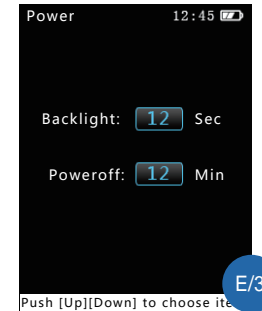 Power 12:45
Backlight: 12 Sec
Poweroff: 12 Min
E/3
Push [Up][Down] to choose